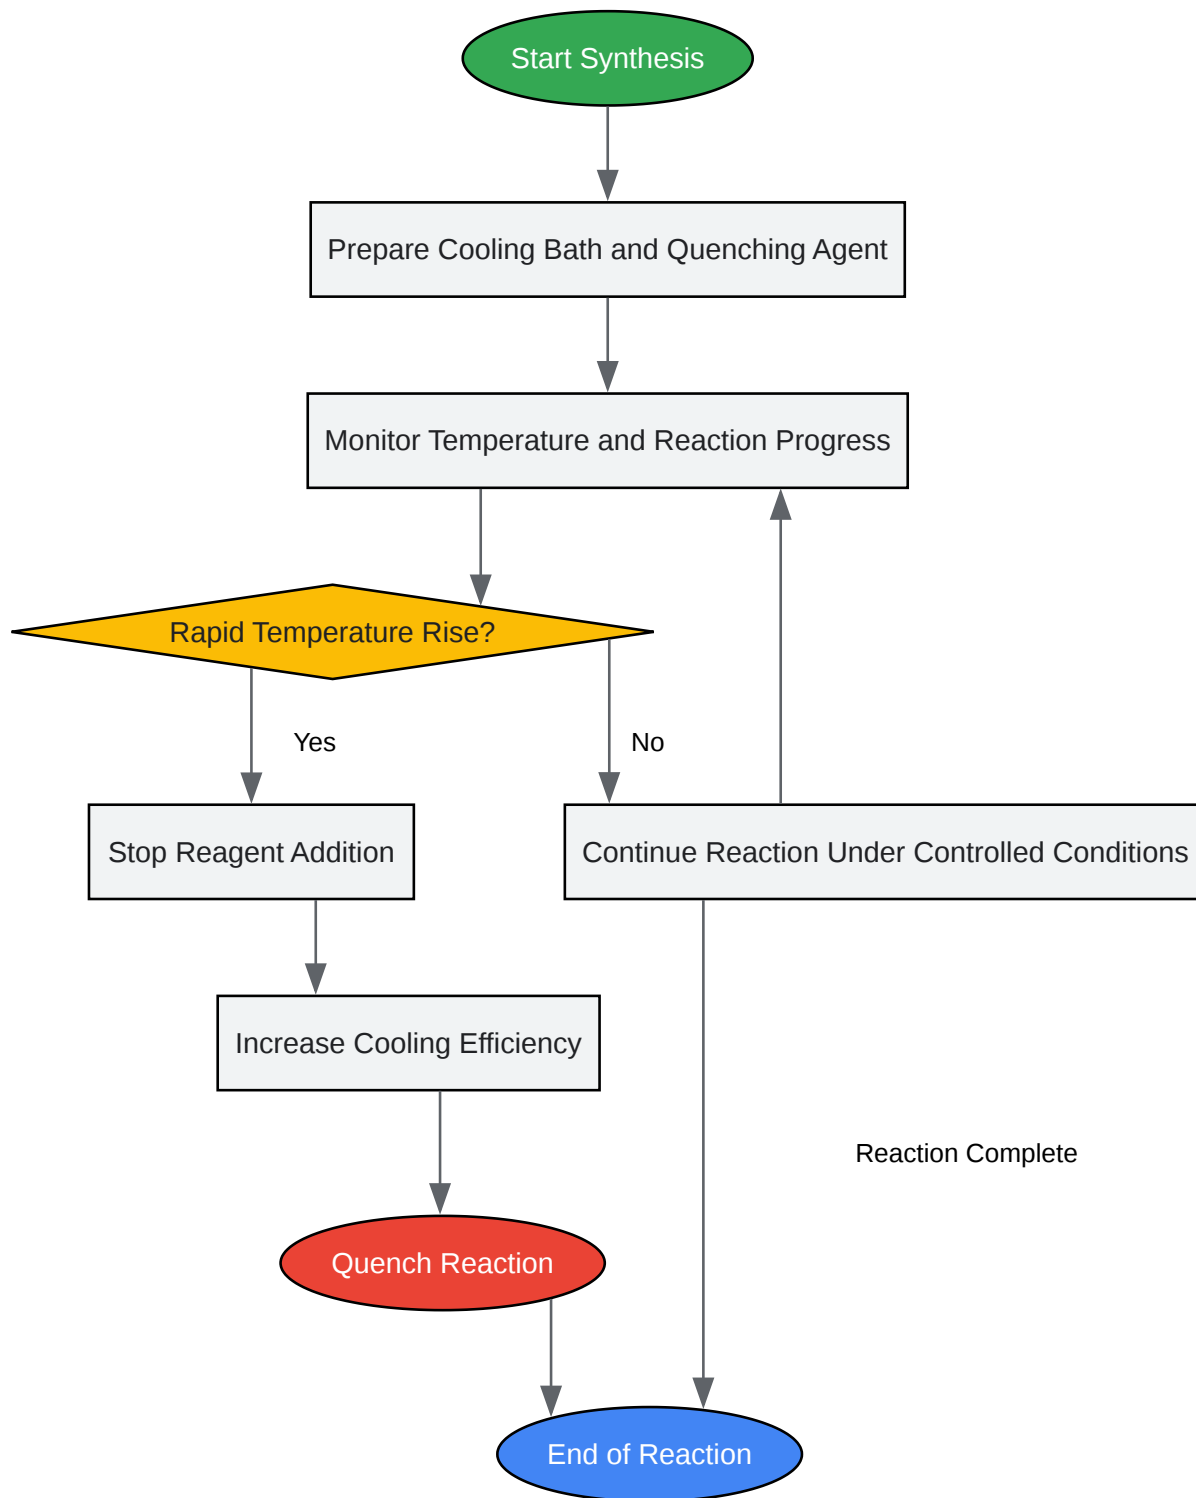 Start Synthesis
Prepare Cooling Bath and Quenching Agent
Monitor Temperature and Reaction Progress
Rapid Temperature Rise?
Yes
No
Stop Reagent Addition
Continue Reaction Under Controlled Conditions
Increase Cooling Efficiency
Reaction Complete
Quench Reaction
End of Reaction